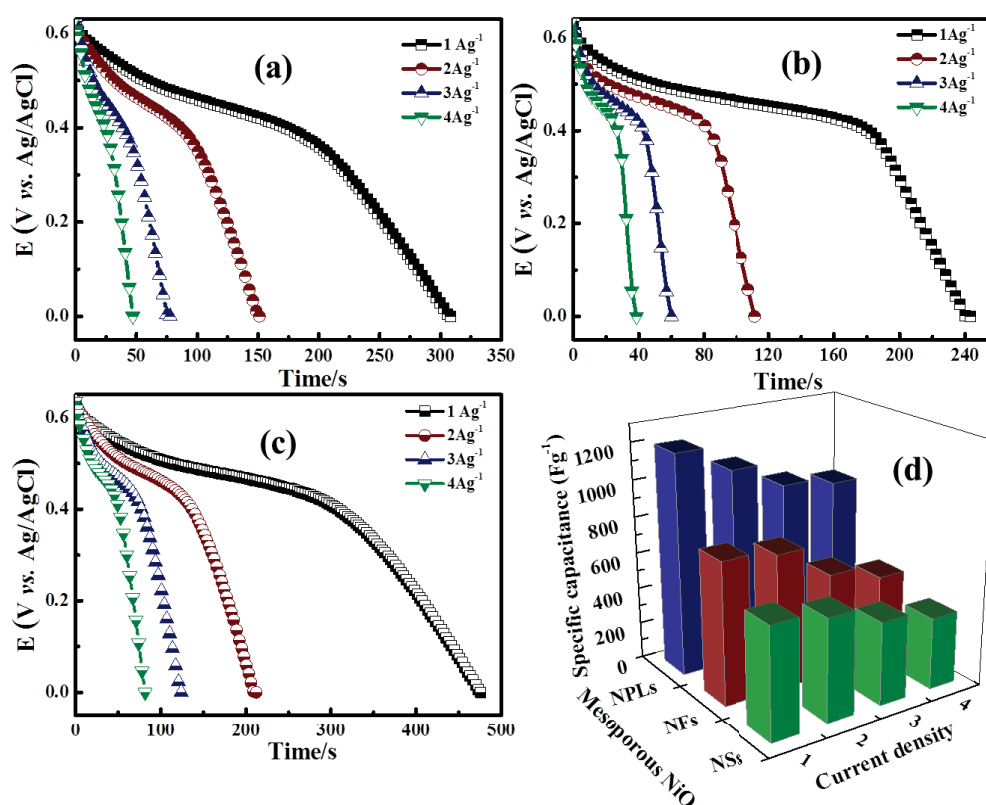 (a)
1 Ag⁻¹
2Ag⁻¹
3Ag⁻¹
4Ag⁻¹
E (V vs. Ag/AgCl)
0.6
0.4
0.2
0.0
0 50 100 150 200 250 300 350
Time/s
(b)
1Ag⁻¹
2Ag⁻¹
3Ag⁻¹
4Ag⁻¹
E (V vs. Ag/AgCl)
0.6
0.4
0.2
0.0
0 40 80 120 160 200 240
Time/s
(c)
1 Ag⁻¹
2Ag⁻¹
3Ag⁻¹
4Ag⁻¹
E (V vs. Ag/AgCl)
0.6
0.4
0.2
0.0
0 100 200 300 400 500
Time/s
(d)
Specific capacitance (Fg⁻¹)
1200
1000
800
600
400
200
0
NPLs
NFs
NSs
Mesoporous NiO
1 2 3 4
Current density